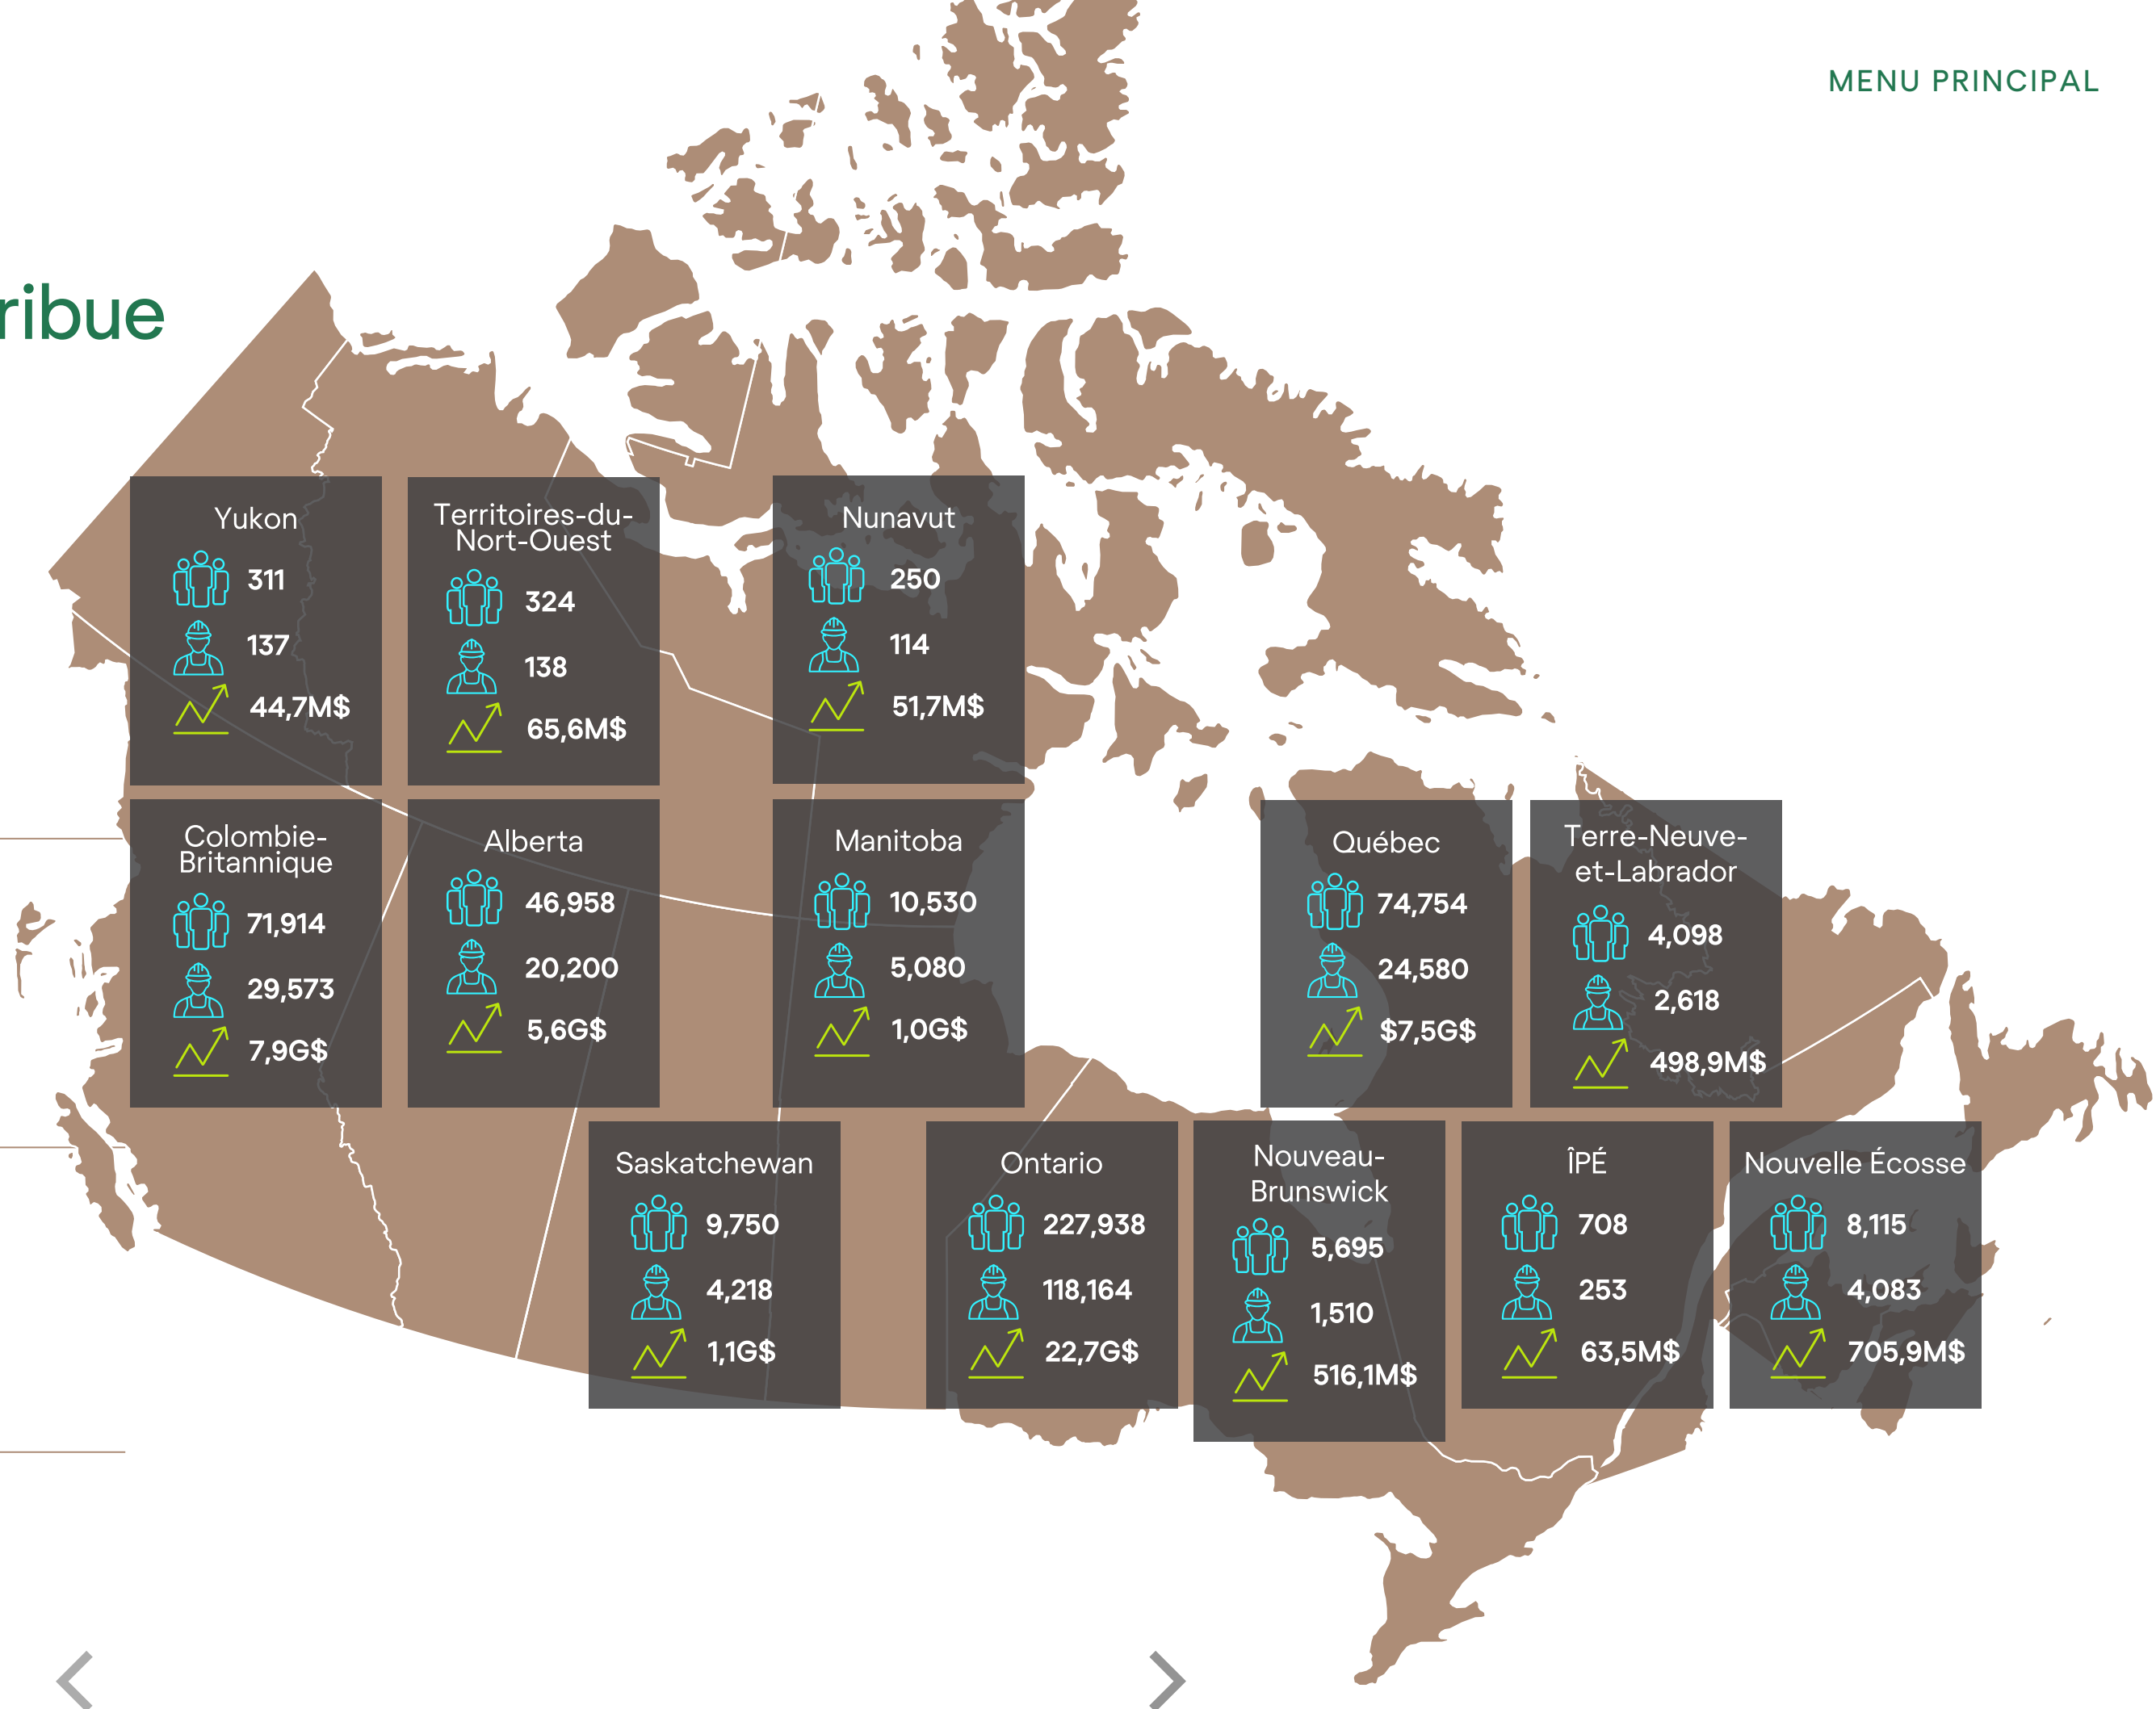 MENU PRINCIPAL
ribue
Yukon
311
137
44,7M$
Territoires-du-
Nort-Ouest
324
138
65,6M$
Nunavut
250
114
51,7M$
Colombie-
Britannique
71,914
29,573
7,9G$
Alberta
46,958
20,200
5,6G$
Manitoba
10,530
5,080
1,0G$
Québec
74,754
24,580
$7,5G$
Terre-Neuve-
et-Labrador
4,098
2,618
498,9M$
Saskatchewan
9,750
4,218
1,1G$
Ontario
227,938
118,164
22,7G$
Nouveau-
Brunswick
5,695
1,510
516,1M$
ÎPÉ
708
253
63,5M$
Nouvelle Écosse
8,115
4,083
705,9M$